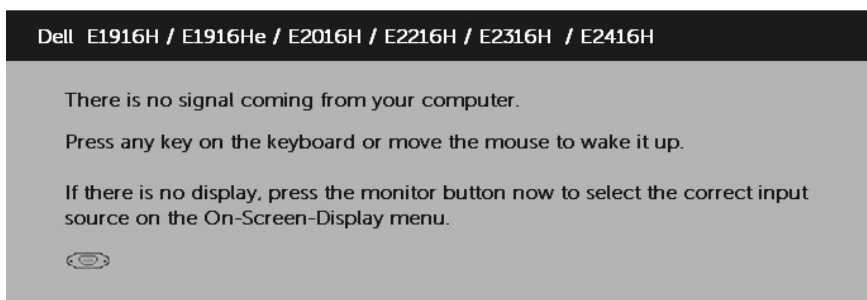 Dell E1916H / E1916He / E2016H / E2216H / E2316H / E2416H
There is no signal coming from your computer.
Press any key on the keyboard or move the mouse to wake it up.
If there is no display, press the monitor button now to select the correct input
source on the On-Screen-Display menu.